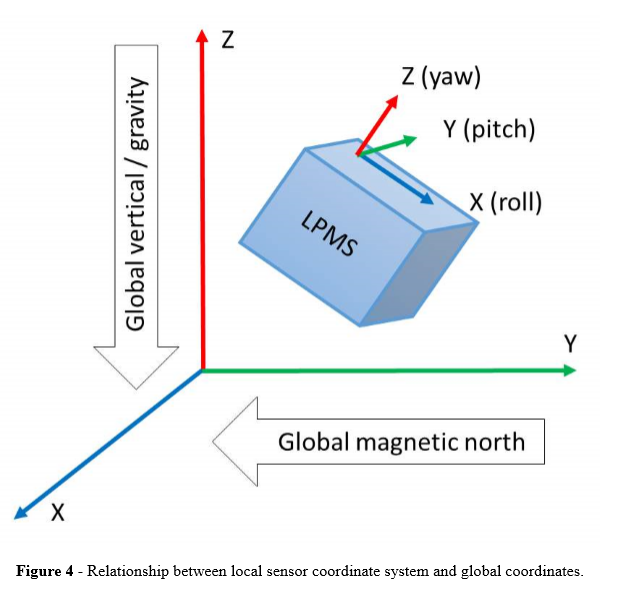 Z
Z (yaw)
Y (pitch)
X (roll)
Global vertical / gravity
LPMS
Y
Global magnetic north
X
Figure 4 - Relationship between local sensor coordinate system and global coordinates.